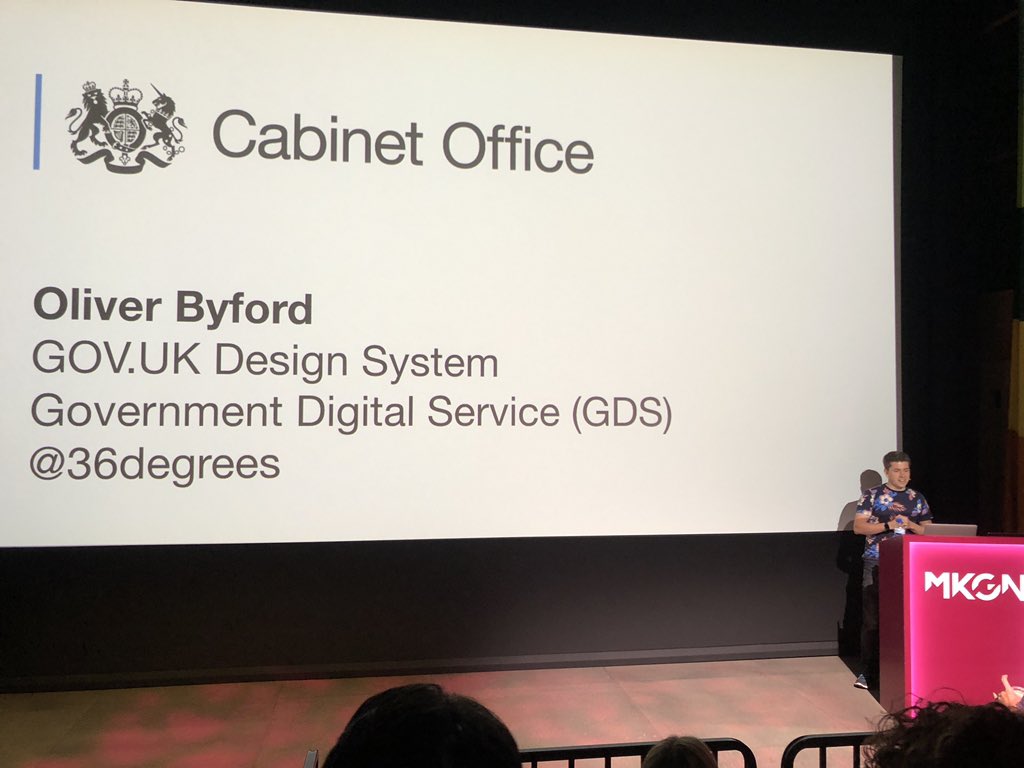 Cabinet Office
Oliver Byford
GOV.UK Design System
Government Digital Service (GDS)
@36degrees
MKGN